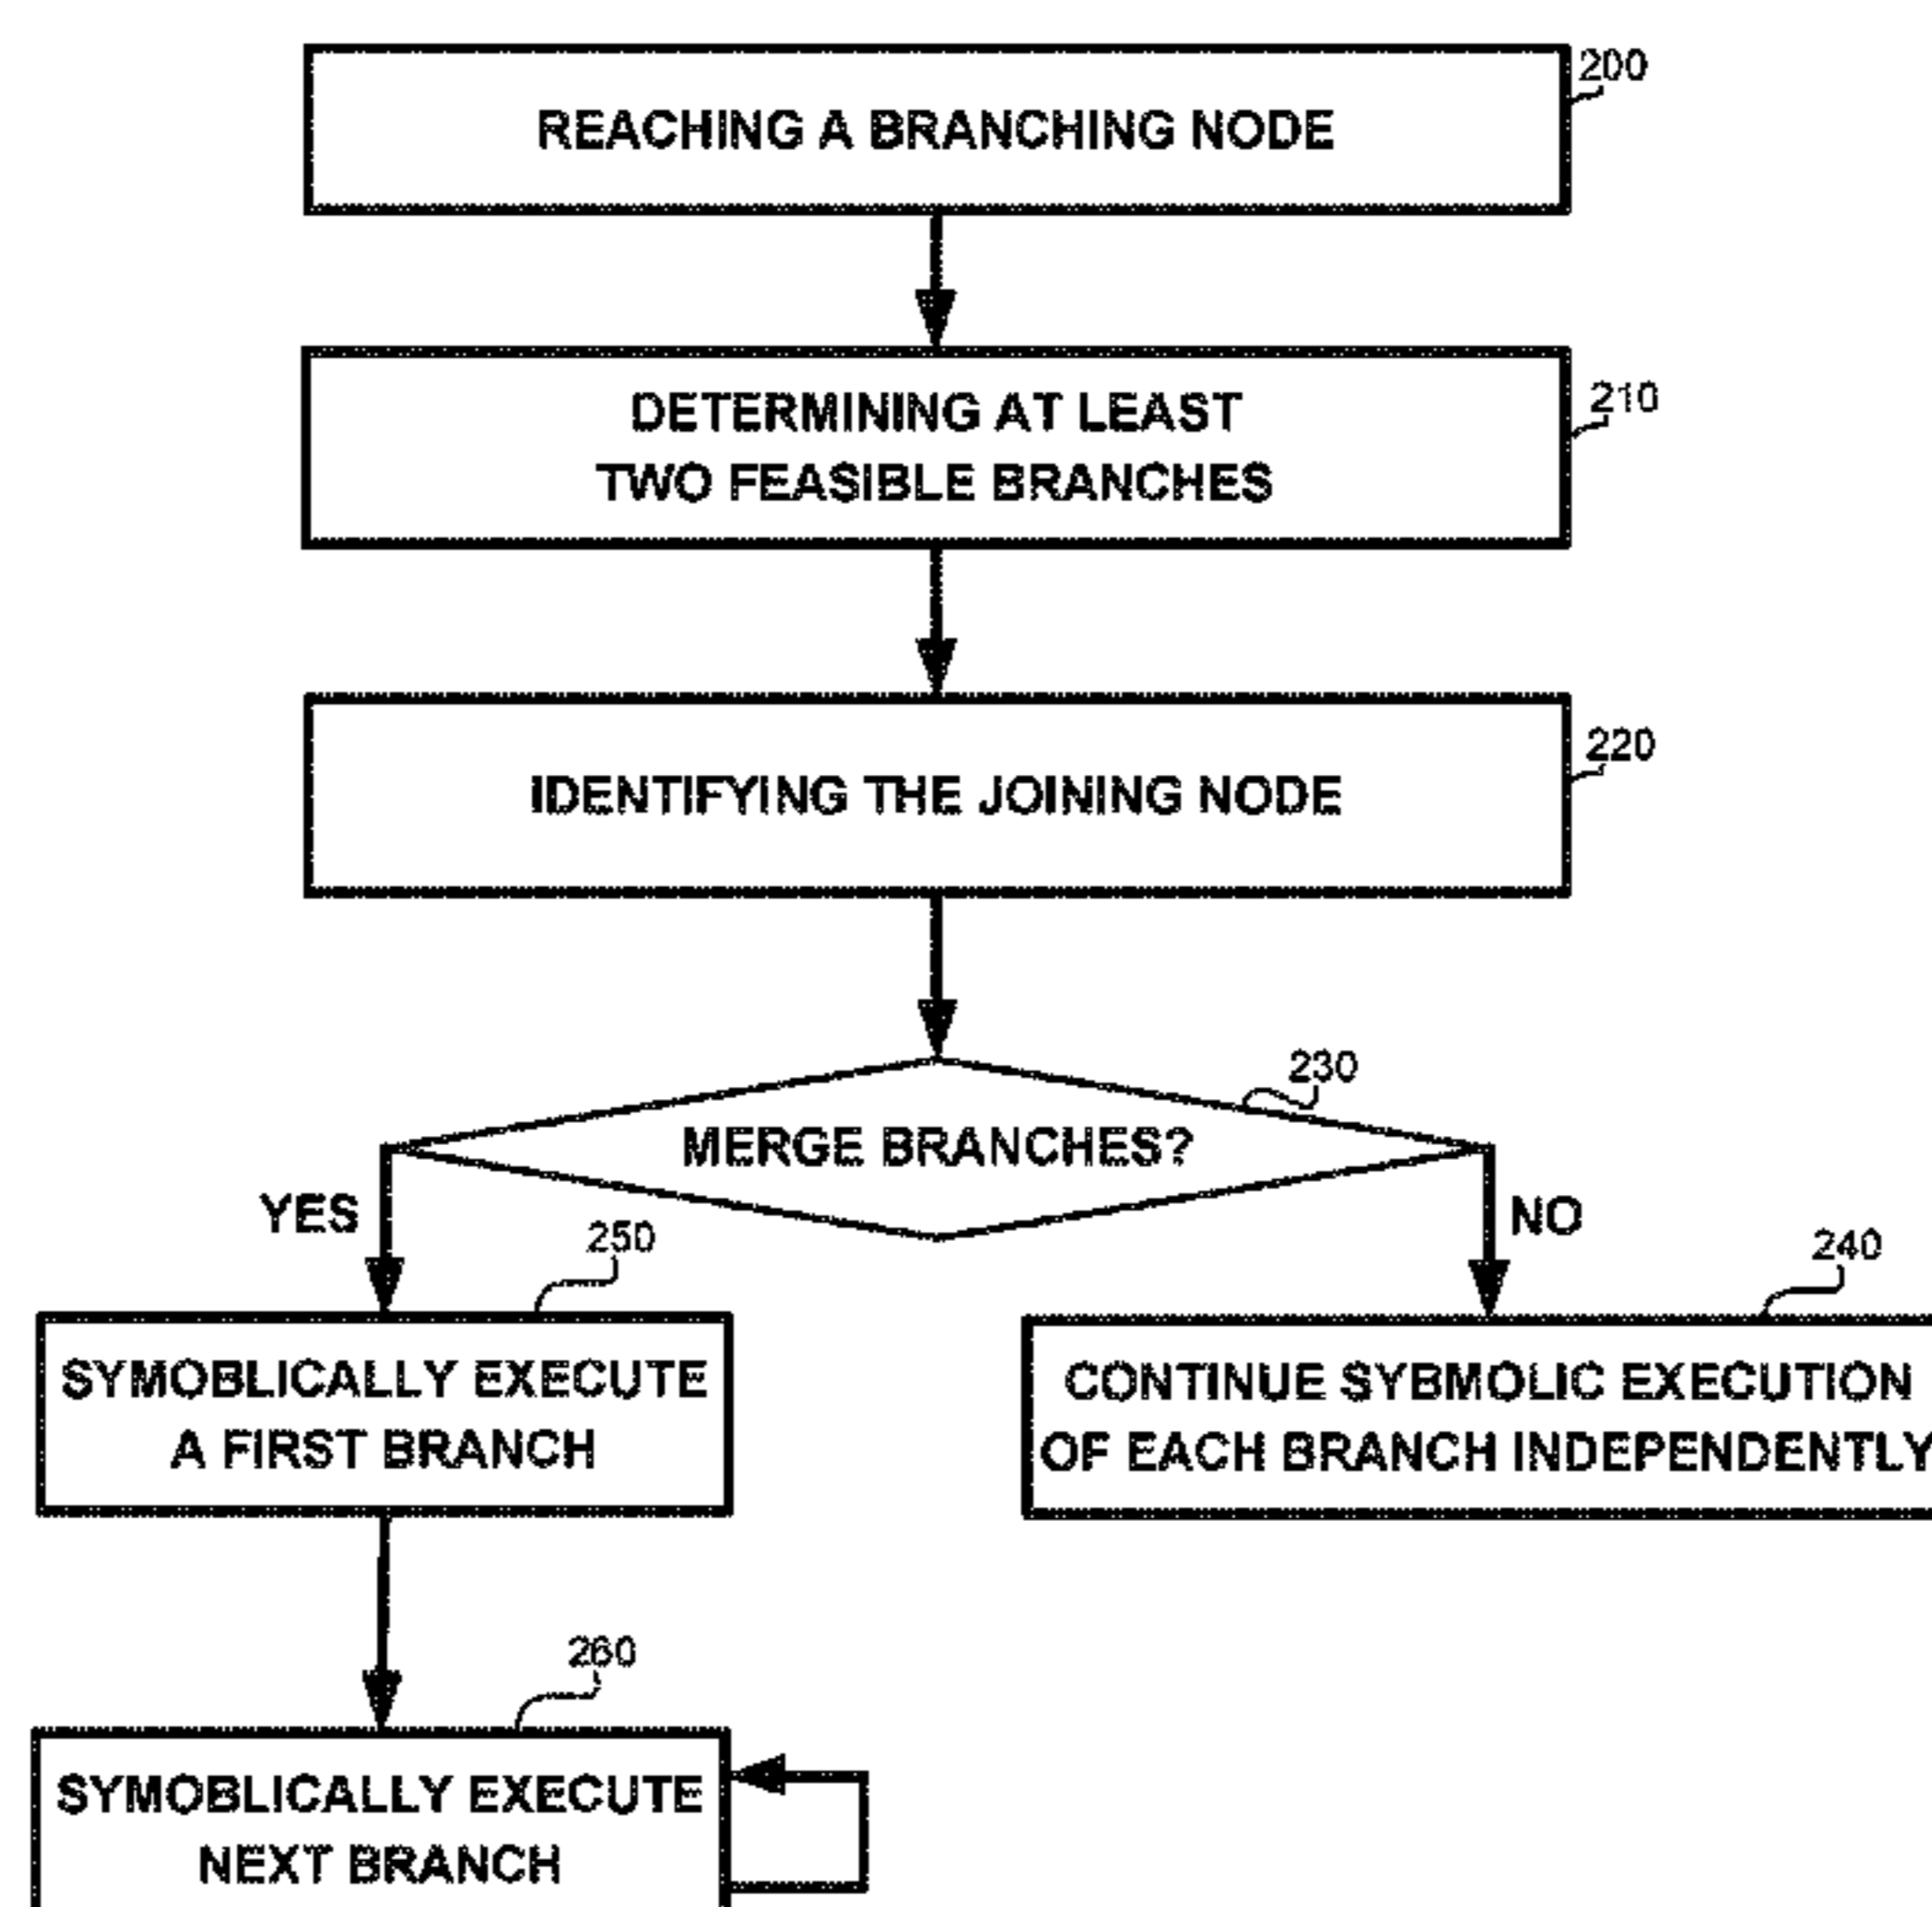 200
REACHING A BRANCHING NODE
210
DETERMINING AT LEAST
TWO FEASIBLE BRANCHES
220
IDENTIFYING THE JOINING NODE
230
MERGE BRANCHES?
YES
NO
250
240
SYMOBLICALLY EXECUTE
A FIRST BRANCH
CONTINUE SYBMOLIC EXECUTION
OF EACH BRANCH INDEPENDENTLY
260
SYMOBLICALLY EXECUTE
NEXT BRANCH